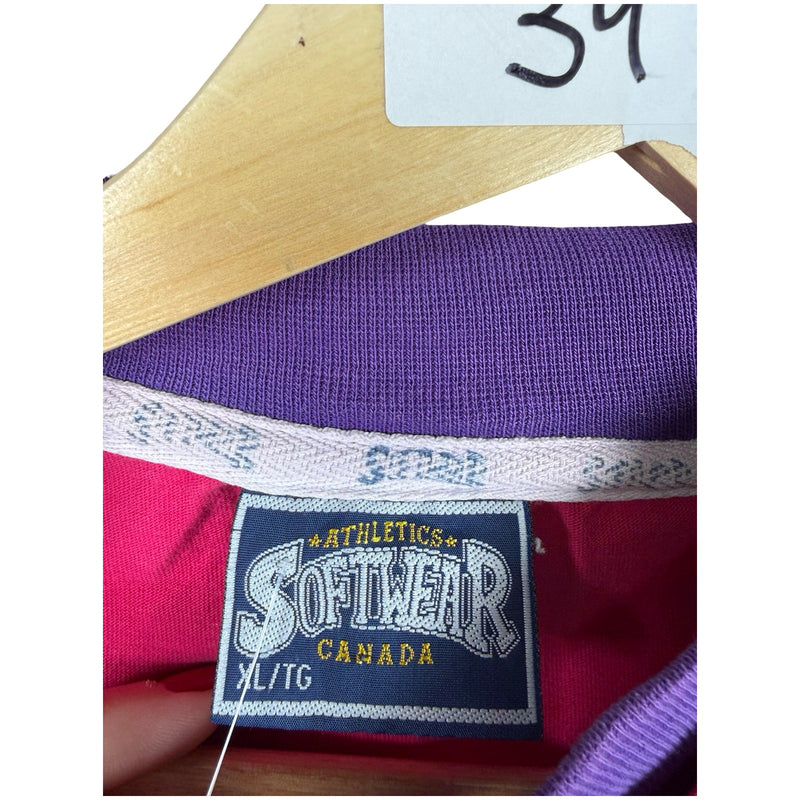 34
★ATHLETICS★
SOFTWEAR
CANADA
XL/TG